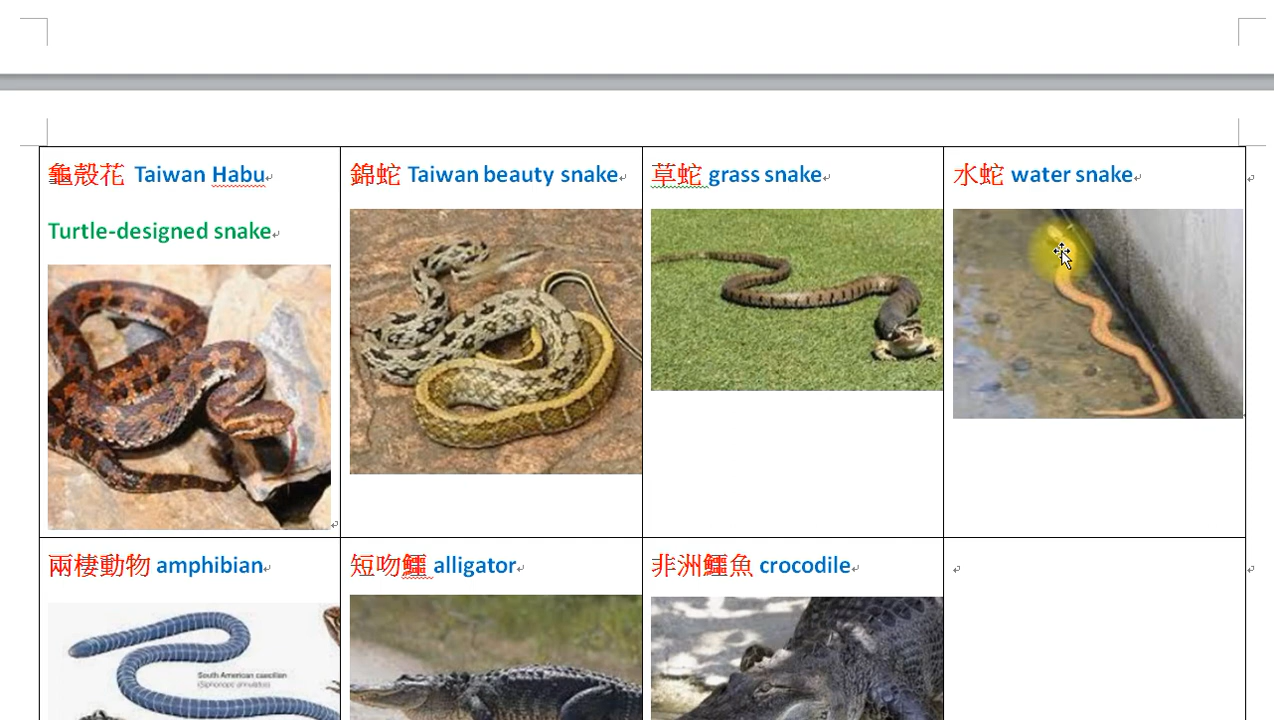 龜殼花 Taiwan Habu
Turtle-designed snake
錦蛇 Taiwan beauty snake
草蛇 grass snake
水蛇 water snake
兩棲動物 amphibian
South American caecilian
(Siphonops annulatus)
短吻鱷 alligator
非洲鱷魚 crocodile